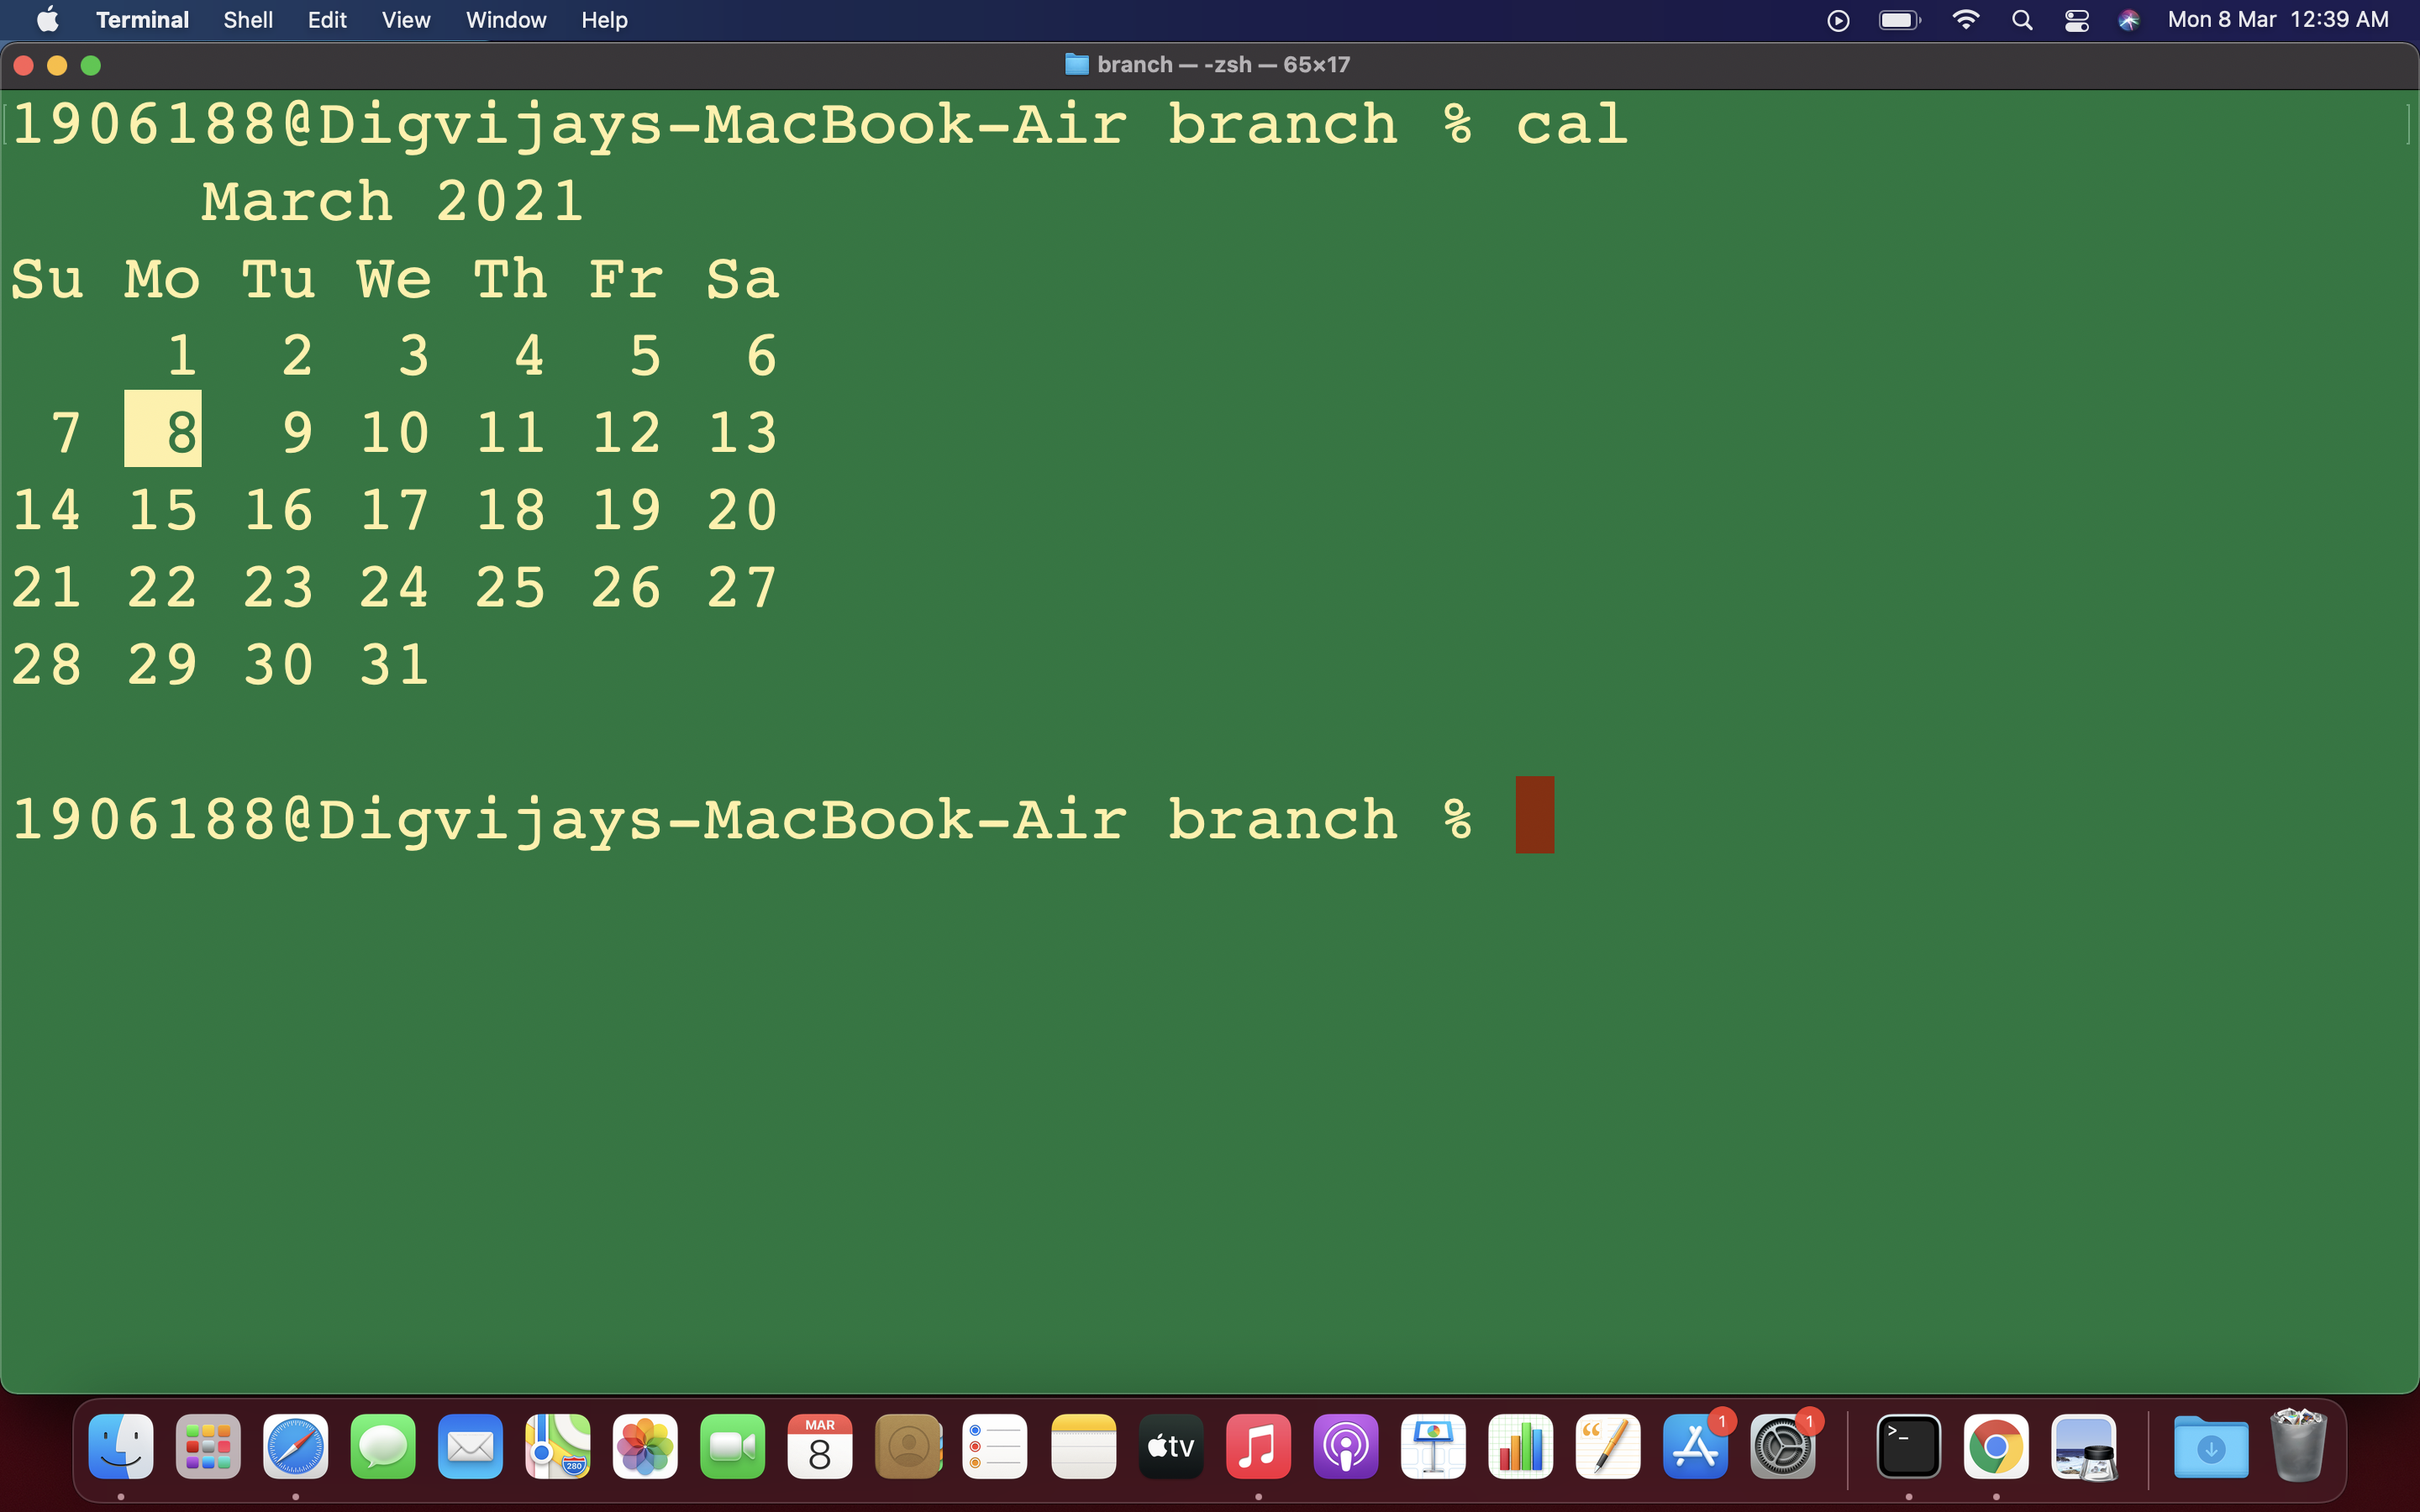 Terminal Shell Edit View Window Help Mon 8 Mar 12:39 AM
branch — -zsh — 65×17
1906188@Digvijays-MacBook-Air branch % cal
March 2021
Su Mo Tu We Th Fr Sa
1 2 3 4 5 6
7 8 9 10 11 12 13
14 15 16 17 18 19 20
21 22 23 24 25 26 27
28 29 30 31
1906188@Digvijays-MacBook-Air branch %
280
MAR
8
tv
1
1
>_